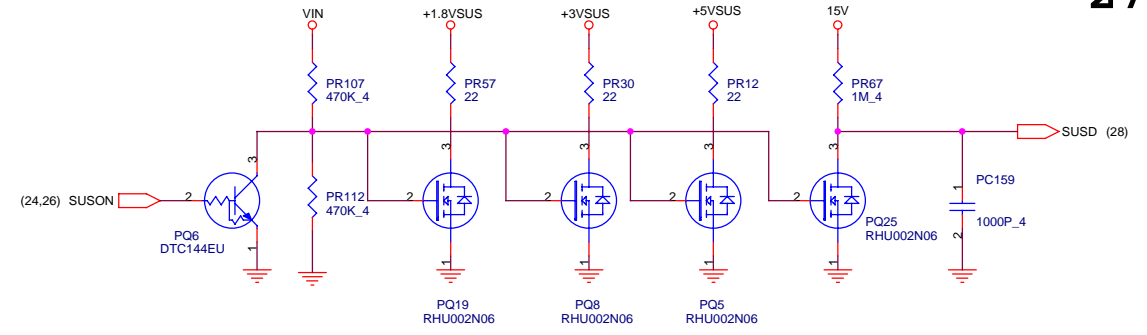 VIN
+1.8VSUS
+3VSUS
+5VSUS
15V
PR107
470K_4
PR57
22
PR30
22
PR12
22
PR67
1M_4
3
3
3
3
3
SUSD (28)
(24,26) SUSON
2
PR112
470K_4
2
2
2
2
1
PC159
1000P_4
2
PQ6
DTC144EU
1
1
1
1
1
PQ25
RHU002N06
PQ19
RHU002N06
PQ8
RHU002N06
PQ5
RHU002N06